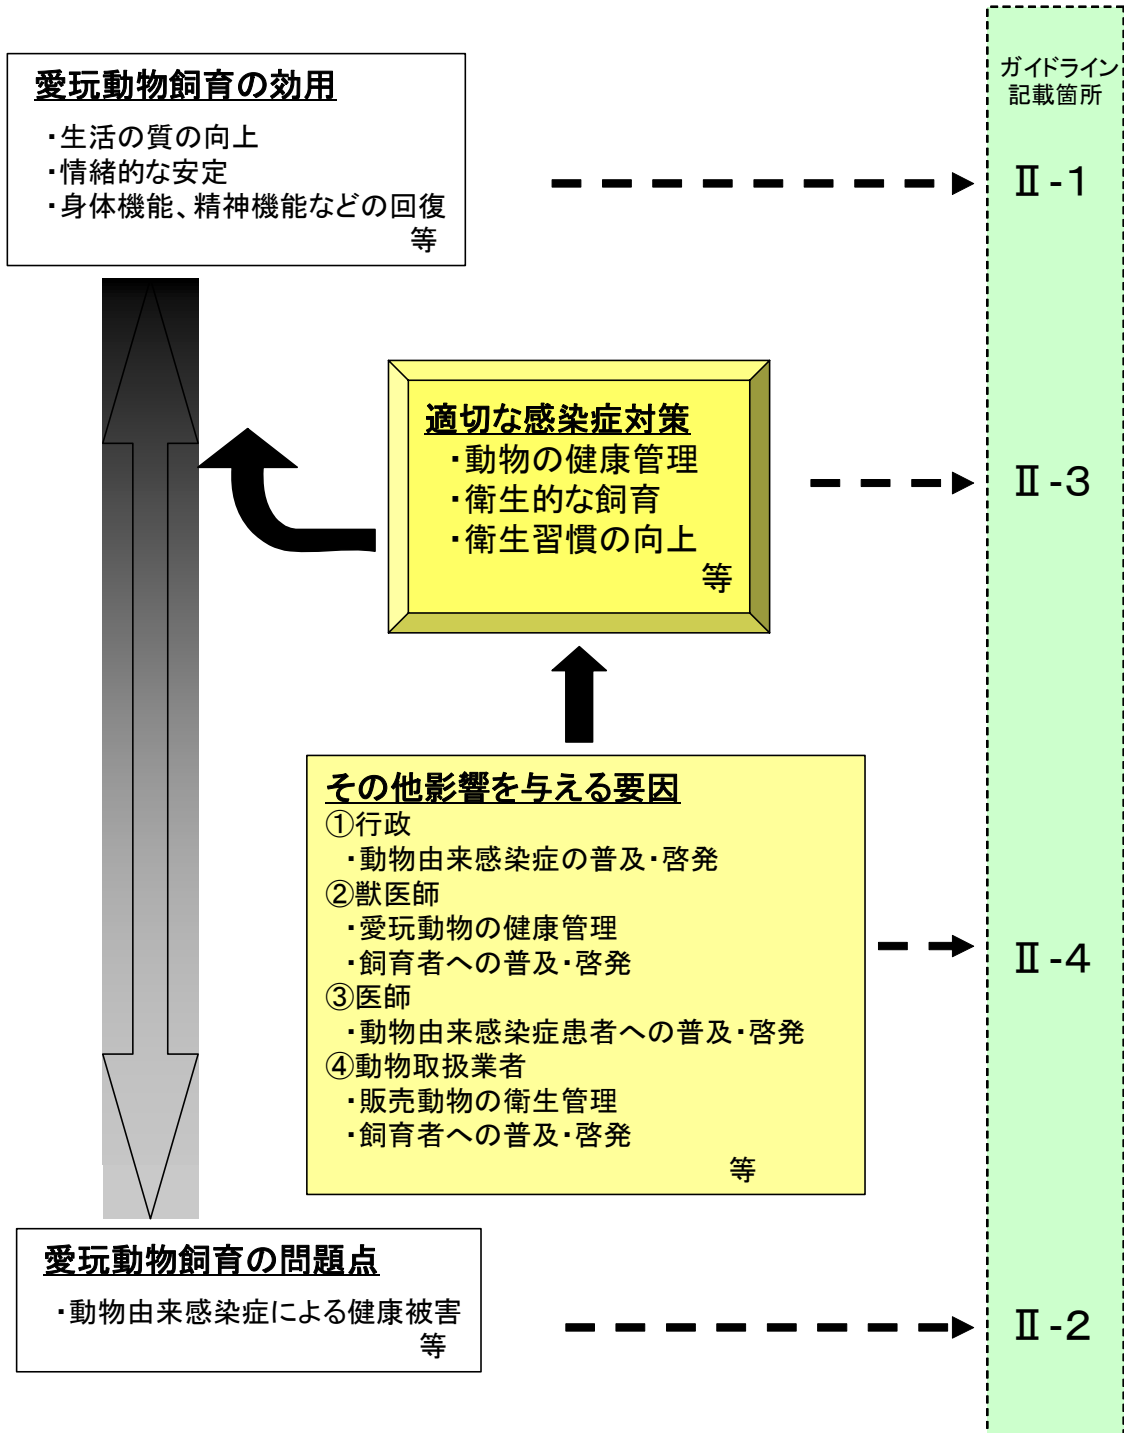 ガイドライン
記載箇所
愛玩動物飼育の効用
・生活の質の向上
・情緒的な安定
・身体機能、精神機能などの回復
等
Ⅱ-1
適切な感染症対策
・動物の健康管理
・衛生的な飼育
・衛生習慣の向上
等
Ⅱ-3
その他影響を与える要因
①行政
・動物由来感染症の普及・啓発
②獣医師
・愛玩動物の健康管理
・飼育者への普及・啓発
③医師
・動物由来感染症患者への普及・啓発
④動物取扱業者
・販売動物の衛生管理
・飼育者への普及・啓発
等
Ⅱ-4
愛玩動物飼育の問題点
・動物由来感染症による健康被害
等
Ⅱ-2